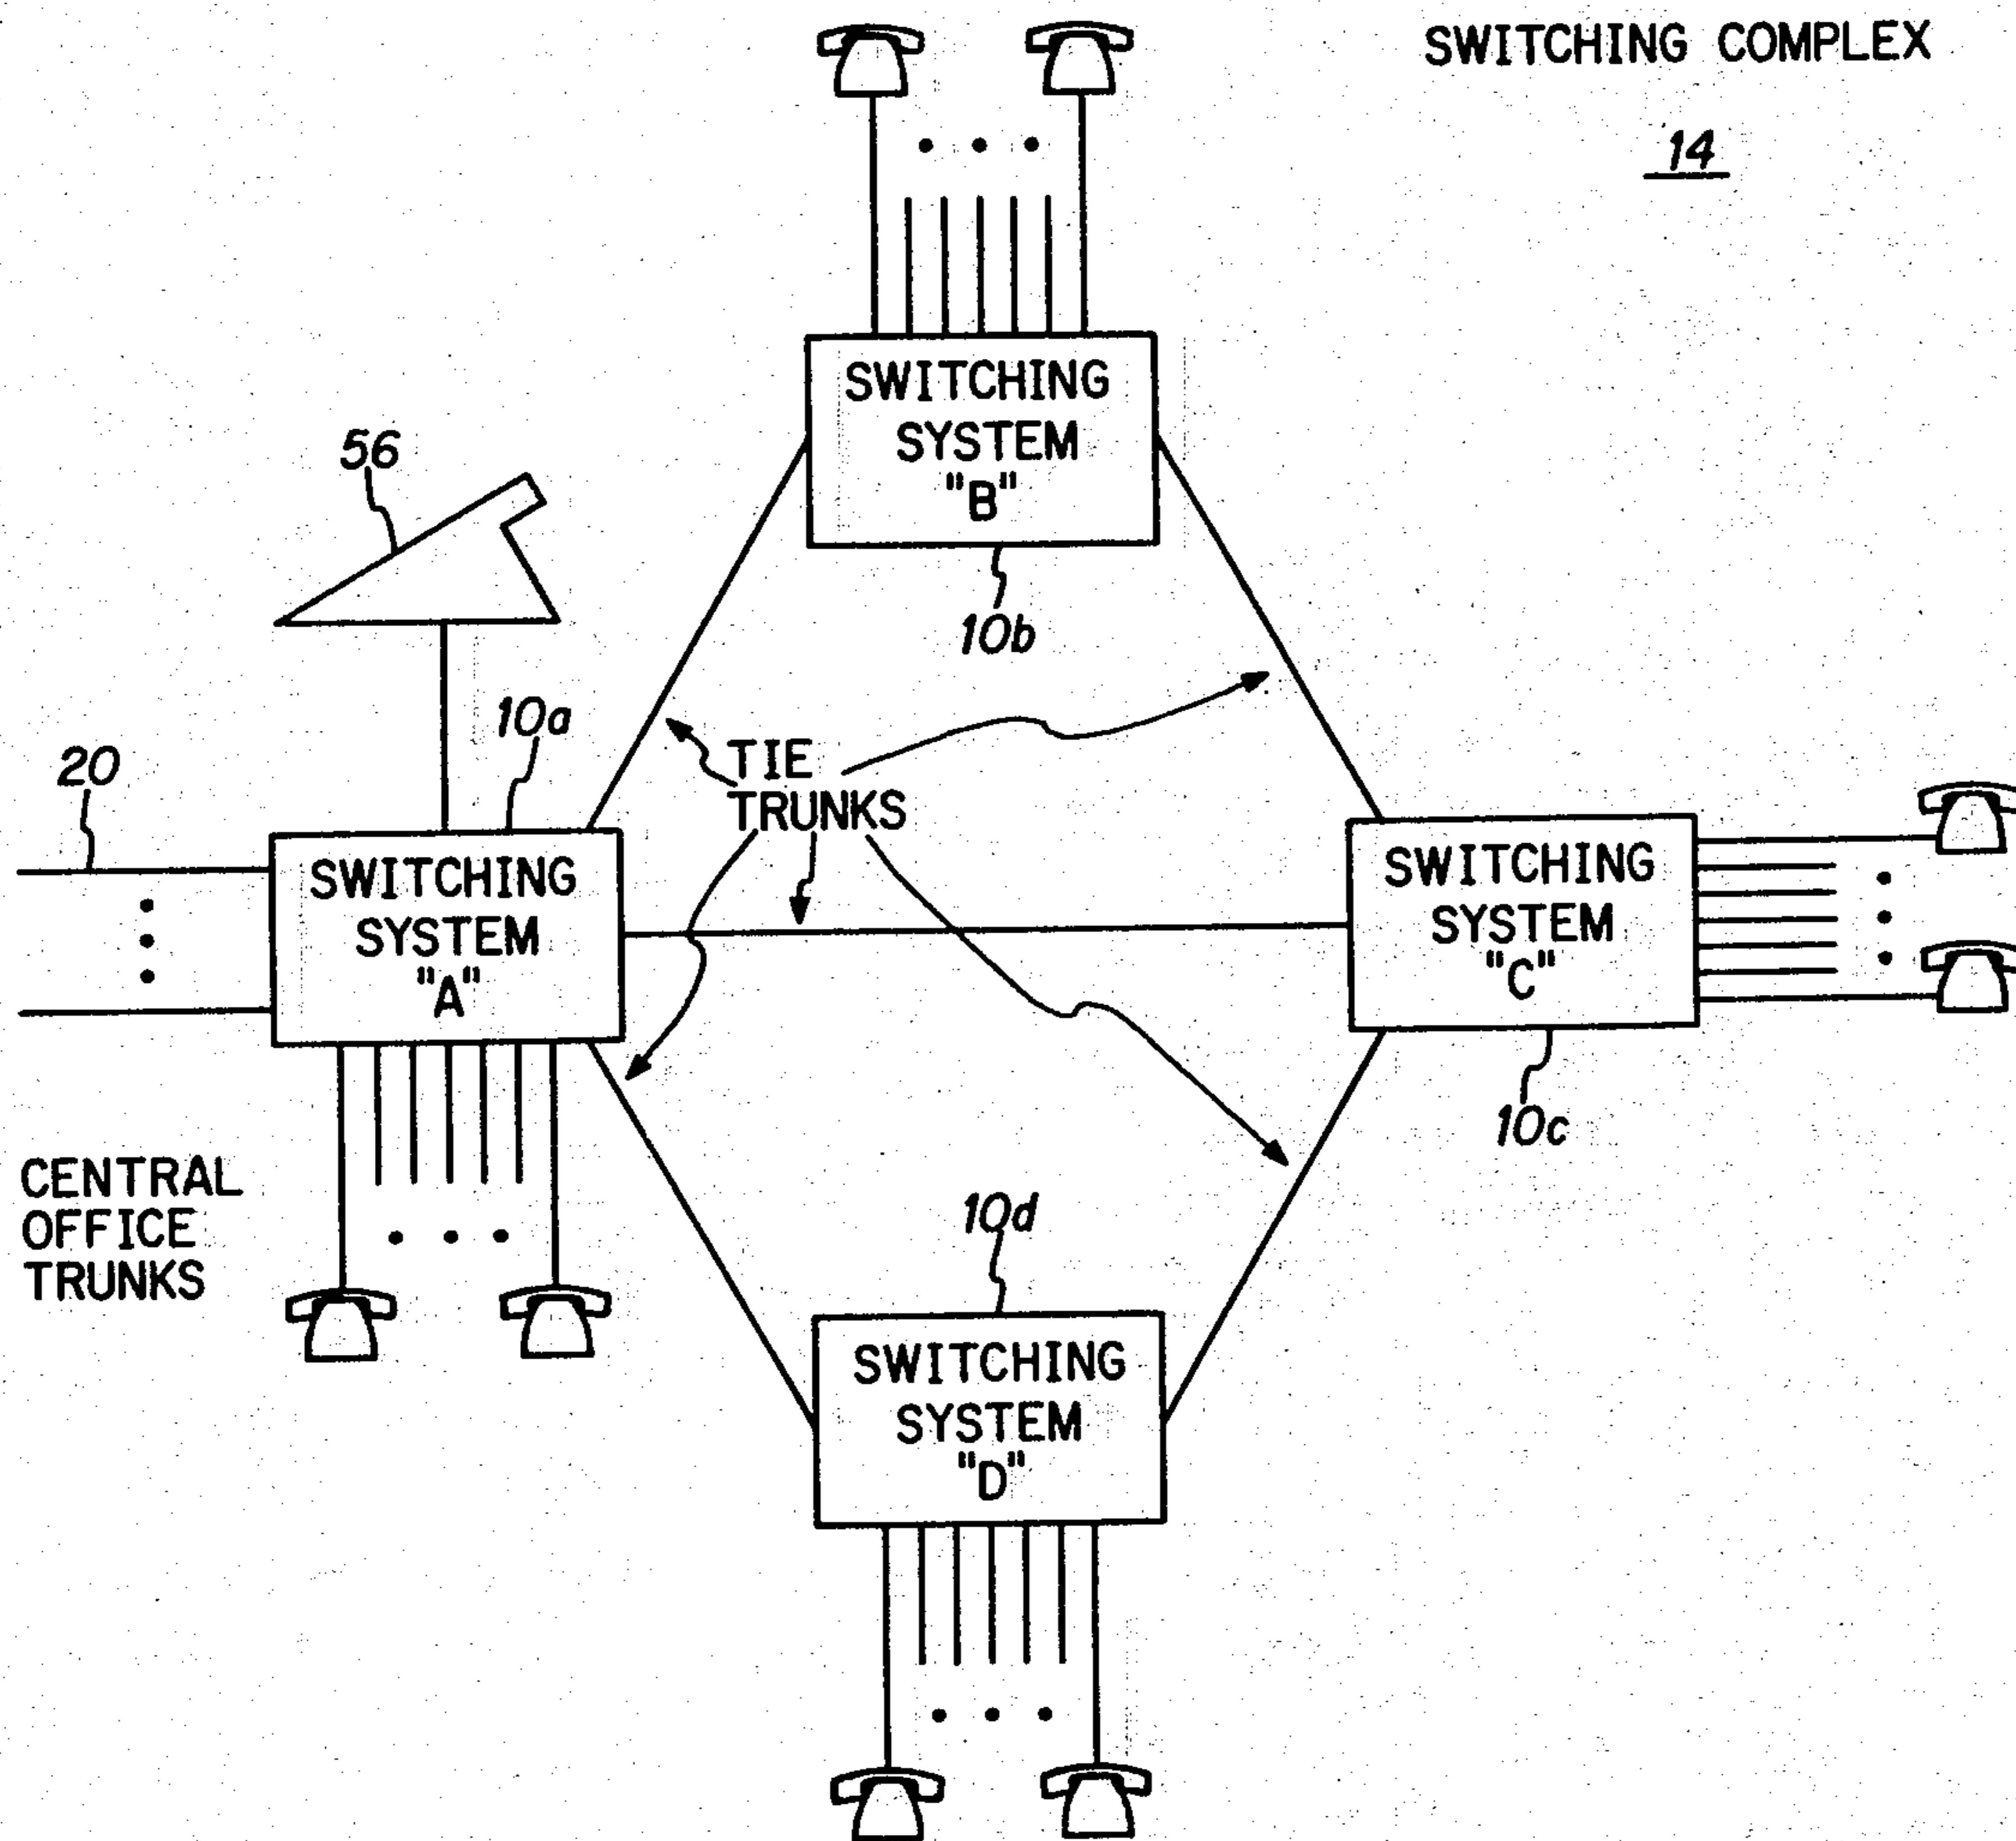 SWITCHING COMPLEX
14
SWITCHING
SYSTEM
"B"
10b
56
10a
20
TIE
TRUNKS
SWITCHING
SYSTEM
"A"
SWITCHING
SYSTEM
"C"
10c
CENTRAL
OFFICE
TRUNKS
10d
SWITCHING
SYSTEM
"D"